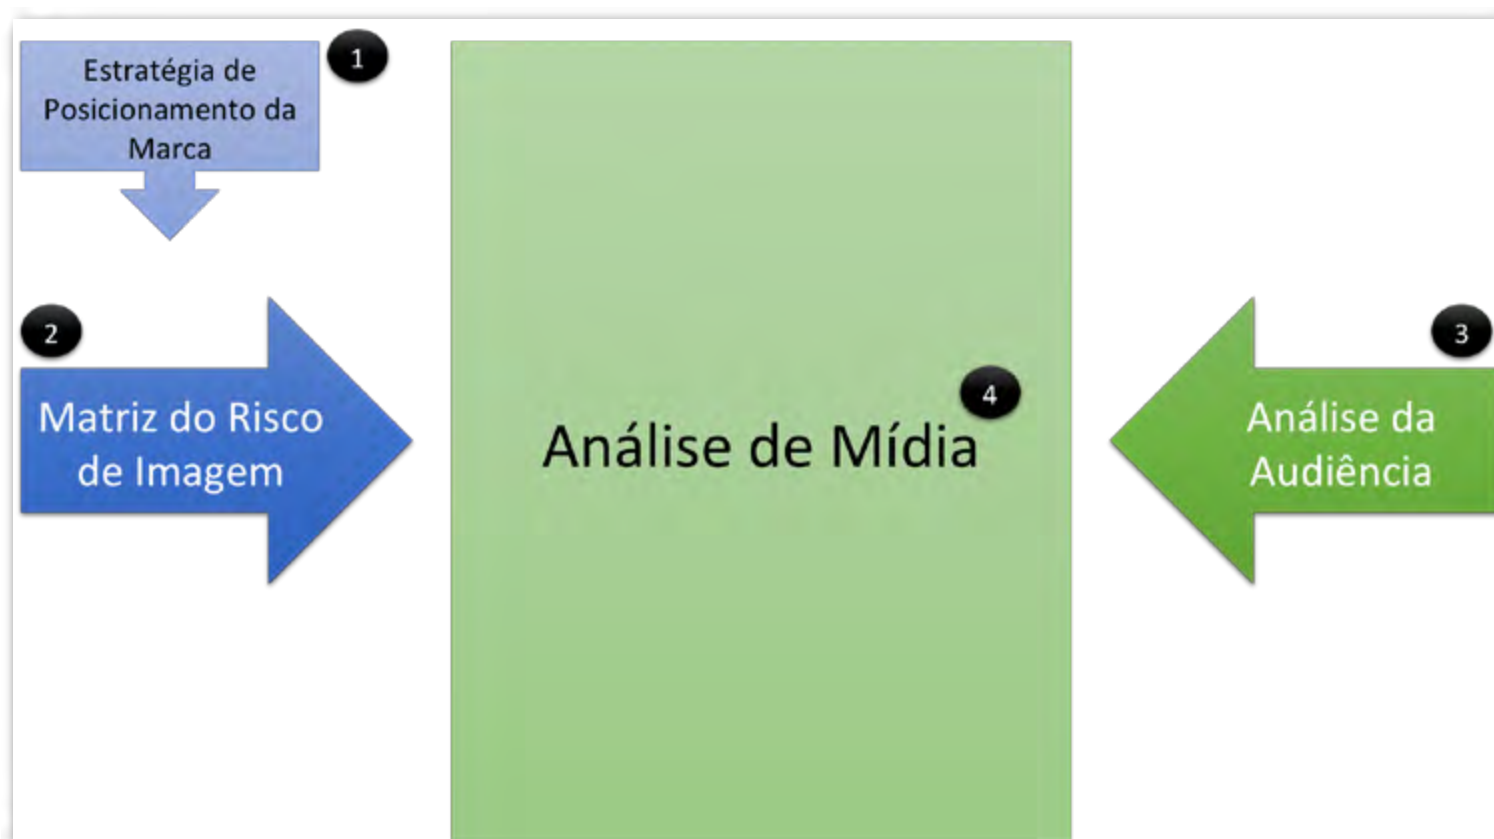 1
Estratégia de
Posicionamento da
Marca
2
Matriz do Risco
de Imagem
3
Análise da
Audiência
4
Análise de Mídia